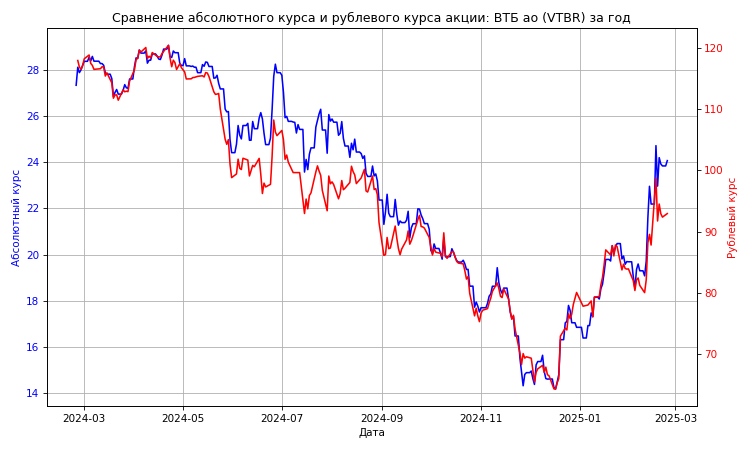 Сравнение абсолютного курса и рублевого курса акции: ВТБ ао (VTBR) за год
28
26
24
22
20
18
16
14
Абсолютный курс
120
110
100
90
80
70
Рублевый курс
2024-03 2024-05 2024-07 2024-09 2024-11 2025-01 2025-03
Дата